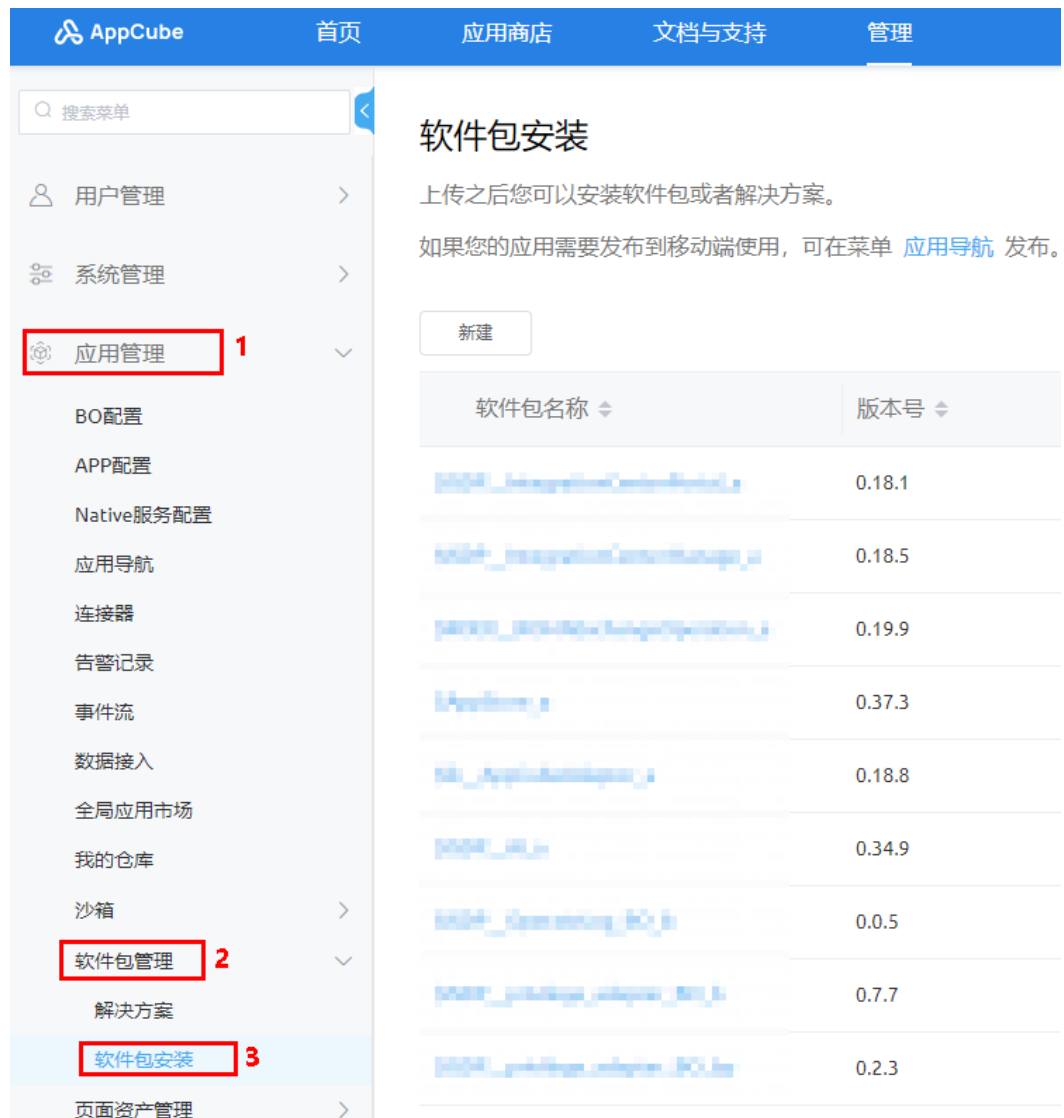 AppCube 首页 应用商店 文档与支持 管理
搜索菜单
用户管理
系统管理
应用管理 1
BO配置
APP配置
Native服务配置
应用导航
连接器
告警记录
事件流
数据接入
全局应用市场
我的仓库
沙箱
软件包管理 2
解决方案
软件包安装 3
页面资产管理
软件包安装
上传之后您可以安装软件包或者解决方案。
如果您的应用需要发布到移动端使用，可在菜单 应用导航 发布。
新建
软件包名称 版本号
0.18.1
0.18.5
0.19.9
0.37.3
0.18.8
0.34.9
0.0.5
0.7.7
0.2.3